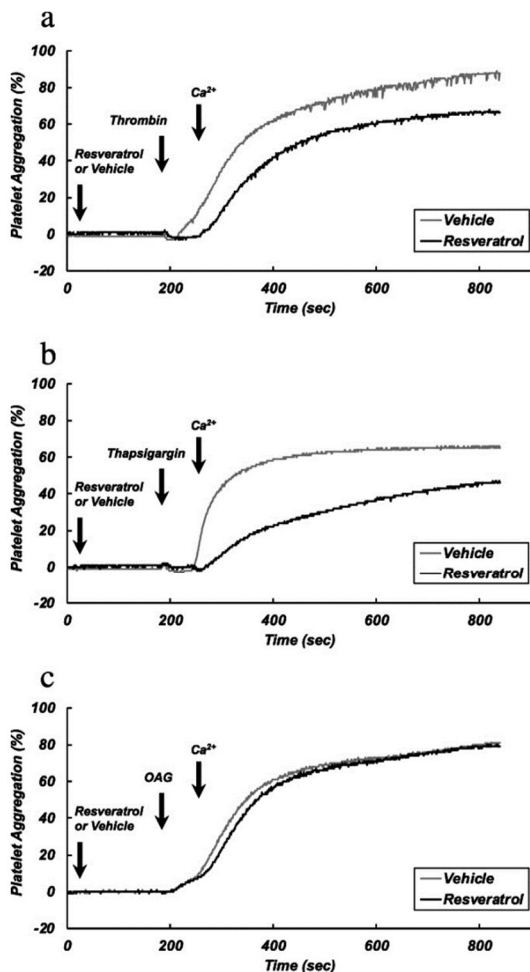 a
100
80
60
40
20
0
-20
Platelet Aggregation (%)
Resveratrol
or Vehicle
Thrombin
Ca2+
Vehicle
Resveratrol
0 200 400 600 800
Time (sec)
b
100
80
60
40
20
0
-20
Platelet Aggregation (%)
Resveratrol
or Vehicle
Thapsigargin
Ca2+
Vehicle
Resveratrol
0 200 400 600 800
Time (sec)
c
100
80
60
40
20
0
-20
Platelet Aggregation (%)
Resveratrol
or Vehicle
OAG
Ca2+
Vehicle
Resveratrol
0 200 400 600 800
Time (sec)